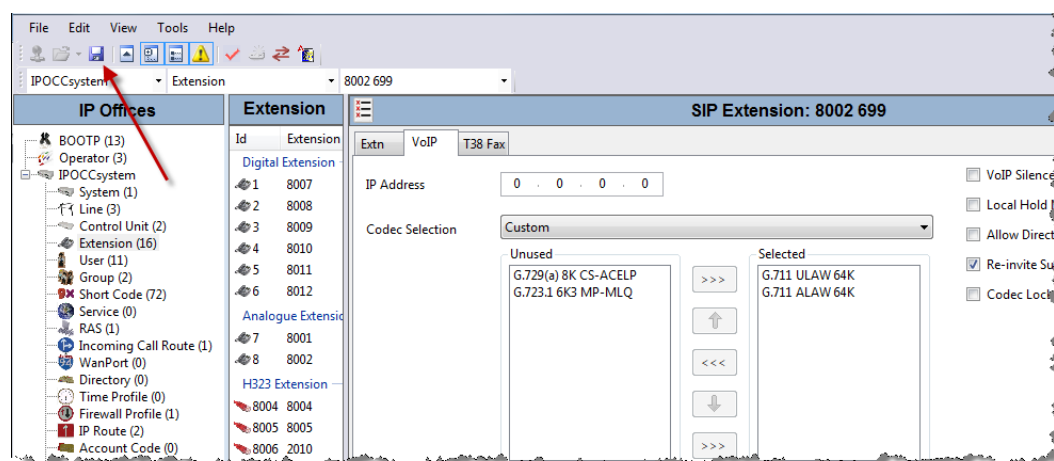 File Edit View Tools Help
IPOCCsystem Extension 8002 699
IP Offices
BOOTP (13)
Operator (3)
IPOCCsystem
System (1)
Line (3)
Control Unit (2)
Extension (16)
User (11)
Group (2)
Short Code (72)
Service (0)
RAS (1)
Incoming Call Route (1)
WanPort (0)
Directory (0)
Time Profile (0)
Firewall Profile (1)
IP Route (2)
Account Code (0)
Extension
Id Extension
Digital Extension
1 8007
2 8008
3 8009
4 8010
5 8011
6 8012
Analogue Extensio
7 8001
8 8002
H323 Extension
8004 8004
8005 8005
8006 2010
SIP Extension: 8002 699
Extn VoIP T38 Fax
IP Address 0 . 0 . 0 . 0
Codec Selection Custom
Unused
G.729(a) 8K CS-ACELP
G.723.1 6K3 MP-MLQ
>>>
<<<
>>>
Selected
G.711 ULAW 64K
G.711 ALAW 64K
VoIP Silence
Local Hold
Allow Direct
Re-invite Su
Codec Lock